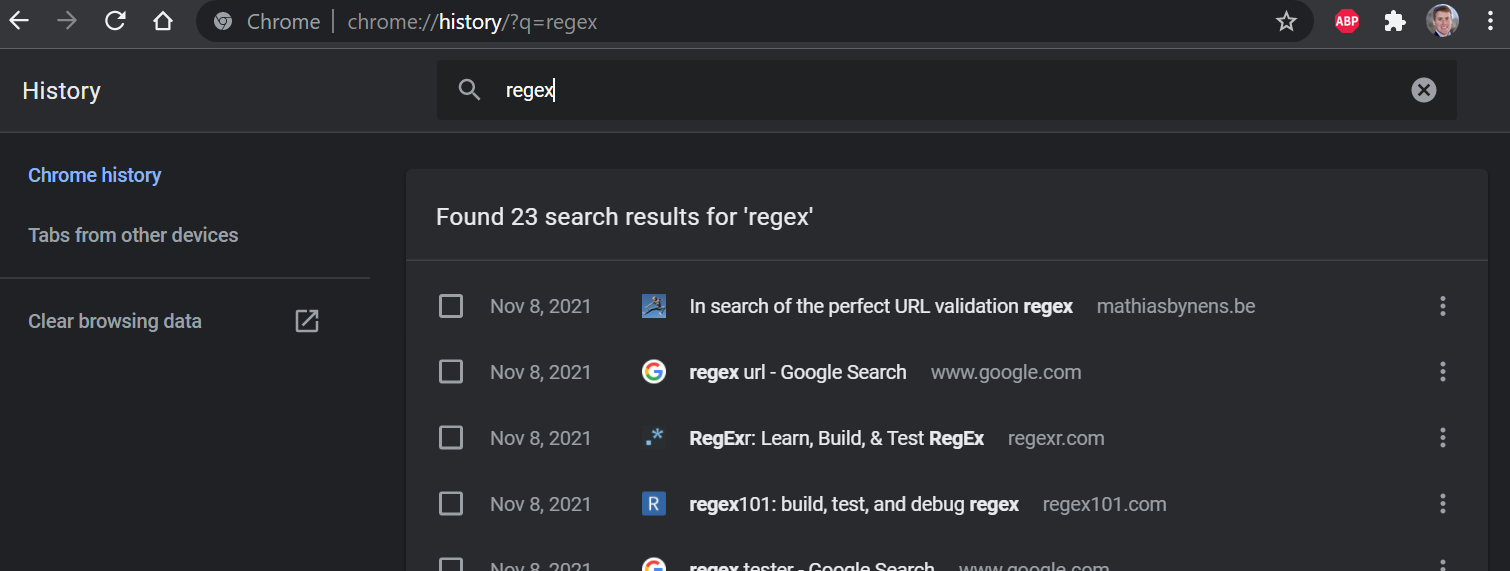 Chrome | chrome://history/?q=regex
ABP
History
regex
Chrome history
Tabs from other devices
Clear browsing data
Found 23 search results for 'regex'
Nov 8, 2021 In search of the perfect URL validation regex mathiasbynens.be
Nov 8, 2021 regex url - Google Search www.google.com
Nov 8, 2021 .* RegExr: Learn, Build, & Test RegEx regexr.com
Nov 8, 2021 R regex101: build, test, and debug regex regex101.com
Nov 8, 2021 regex tester - Google Search www.google.com